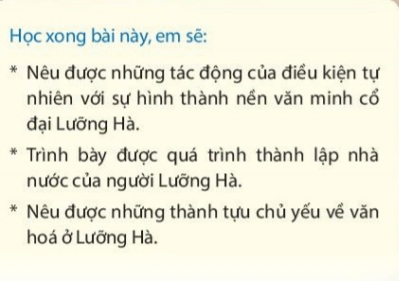 Học xong bài này, em sẽ:
* Nêu được những tác động của điều kiện tự
nhiên với sự hình thành nền văn minh cổ
đại Lưỡng Hà.
* Trình bày được quá trình thành lập nhà
nước của người Lưỡng Hà.
* Nêu được những thành tựu chủ yếu về văn
hoá ở Lưỡng Hà.